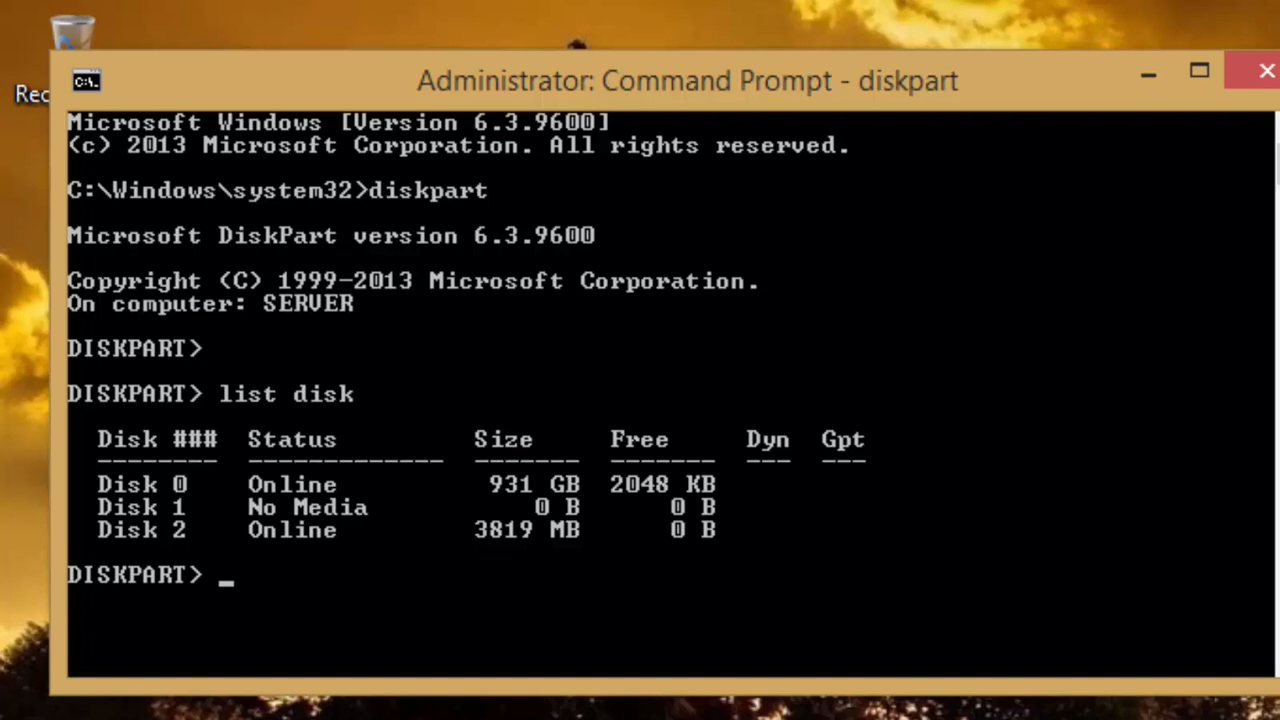 Rec
Administrator: Command Prompt - diskpart
Microsoft Windows [Version 6.3.9600]
(c) 2013 Microsoft Corporation. All rights reserved.
C:\Windows\system32>diskpart
Microsoft DiskPart version 6.3.9600
Copyright (C) 1999-2013 Microsoft Corporation.
On computer: SERVER
DISKPART>
DISKPART> list disk
Disk ### Status Size Free Dyn Gpt
-------- ------------- ------- ------- --- ---
Disk 0 Online 931 GB 2048 KB
Disk 1 No Media 0 B 0 B
Disk 2 Online 3819 MB 0 B
DISKPART> _